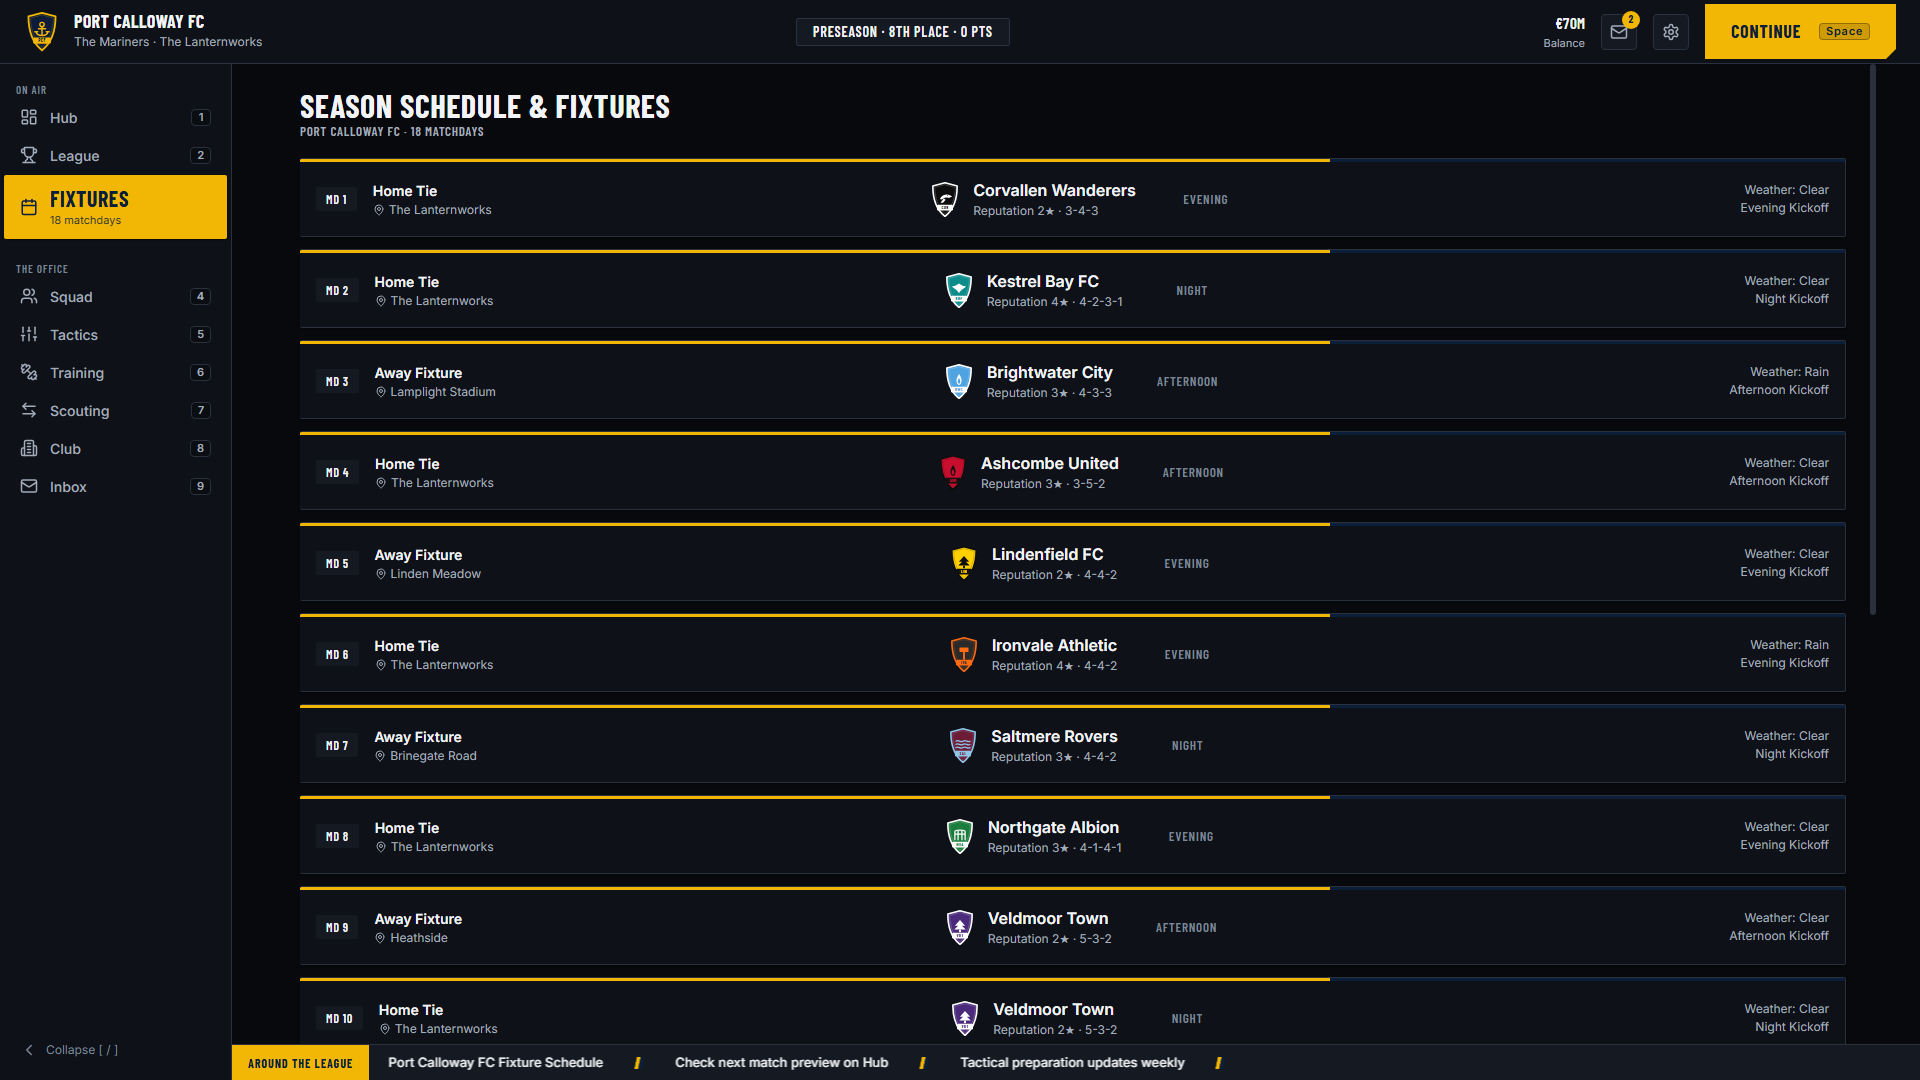 PORT CALLOWAY FC
The Mariners · The Lanternworks
PRESEASON · 8TH PLACE · 0 PTS
€70M
Balance
2
CONTINUE Space
ON AIR
Hub 1
League 2
FIXTURES
18 matchdays
THE OFFICE
Squad 4
Tactics 5
Training 6
Scouting 7
Club 8
Inbox 9
Collapse [ / ]
SEASON SCHEDULE & FIXTURES
PORT CALLOWAY FC · 18 MATCHDAYS
MD 1
Home Tie
The Lanternworks
Corvallen Wanderers
Reputation 2★ · 3-4-3
EVENING
Weather: Clear
Evening Kickoff
MD 2
Home Tie
The Lanternworks
Kestrel Bay FC
Reputation 4★ · 4-2-3-1
NIGHT
Weather: Clear
Night Kickoff
MD 3
Away Fixture
Lamplight Stadium
Brightwater City
Reputation 3★ · 4-3-3
AFTERNOON
Weather: Rain
Afternoon Kickoff
MD 4
Home Tie
The Lanternworks
Ashcombe United
Reputation 3★ · 3-5-2
AFTERNOON
Weather: Clear
Afternoon Kickoff
MD 5
Away Fixture
Linden Meadow
Lindenfield FC
Reputation 2★ · 4-4-2
EVENING
Weather: Clear
Evening Kickoff
MD 6
Home Tie
The Lanternworks
Ironvale Athletic
Reputation 4★ · 4-4-2
EVENING
Weather: Rain
Evening Kickoff
MD 7
Away Fixture
Brinegate Road
Saltmere Rovers
Reputation 3★ · 4-4-2
NIGHT
Weather: Clear
Night Kickoff
MD 8
Home Tie
The Lanternworks
Northgate Albion
Reputation 3★ · 4-1-4-1
EVENING
Weather: Clear
Evening Kickoff
MD 9
Away Fixture
Heathside
Veldmoor Town
Reputation 2★ · 5-3-2
AFTERNOON
Weather: Clear
Afternoon Kickoff
MD 10
Home Tie
The Lanternworks
Veldmoor Town
Reputation 2★ · 5-3-2
NIGHT
Weather: Clear
Night Kickoff
AROUND THE LEAGUE
Port Calloway FC Fixture Schedule / Check next match preview on Hub / Tactical preparation updates weekly /